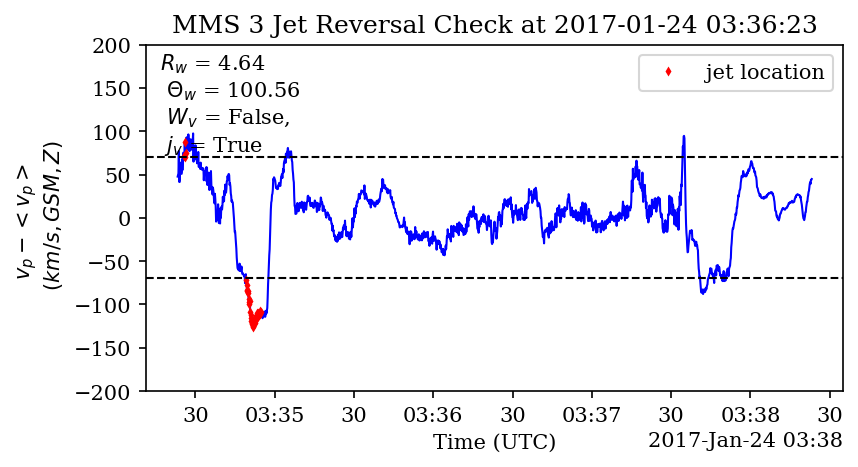 MMS 3 Jet Reversal Check at 2017-01-24 03:36:23
200
150
100
50
0
−50
−100
−150
−200
v_p − < v_p >
(km/s, GSM, Z)
R_w = 4.64
Θ_w = 100.56
W_v = False,
j_v = True
jet location
30 03:35 30 03:36 30 03:37 30 03:38 30
Time (UTC)
2017-Jan-24 03:38